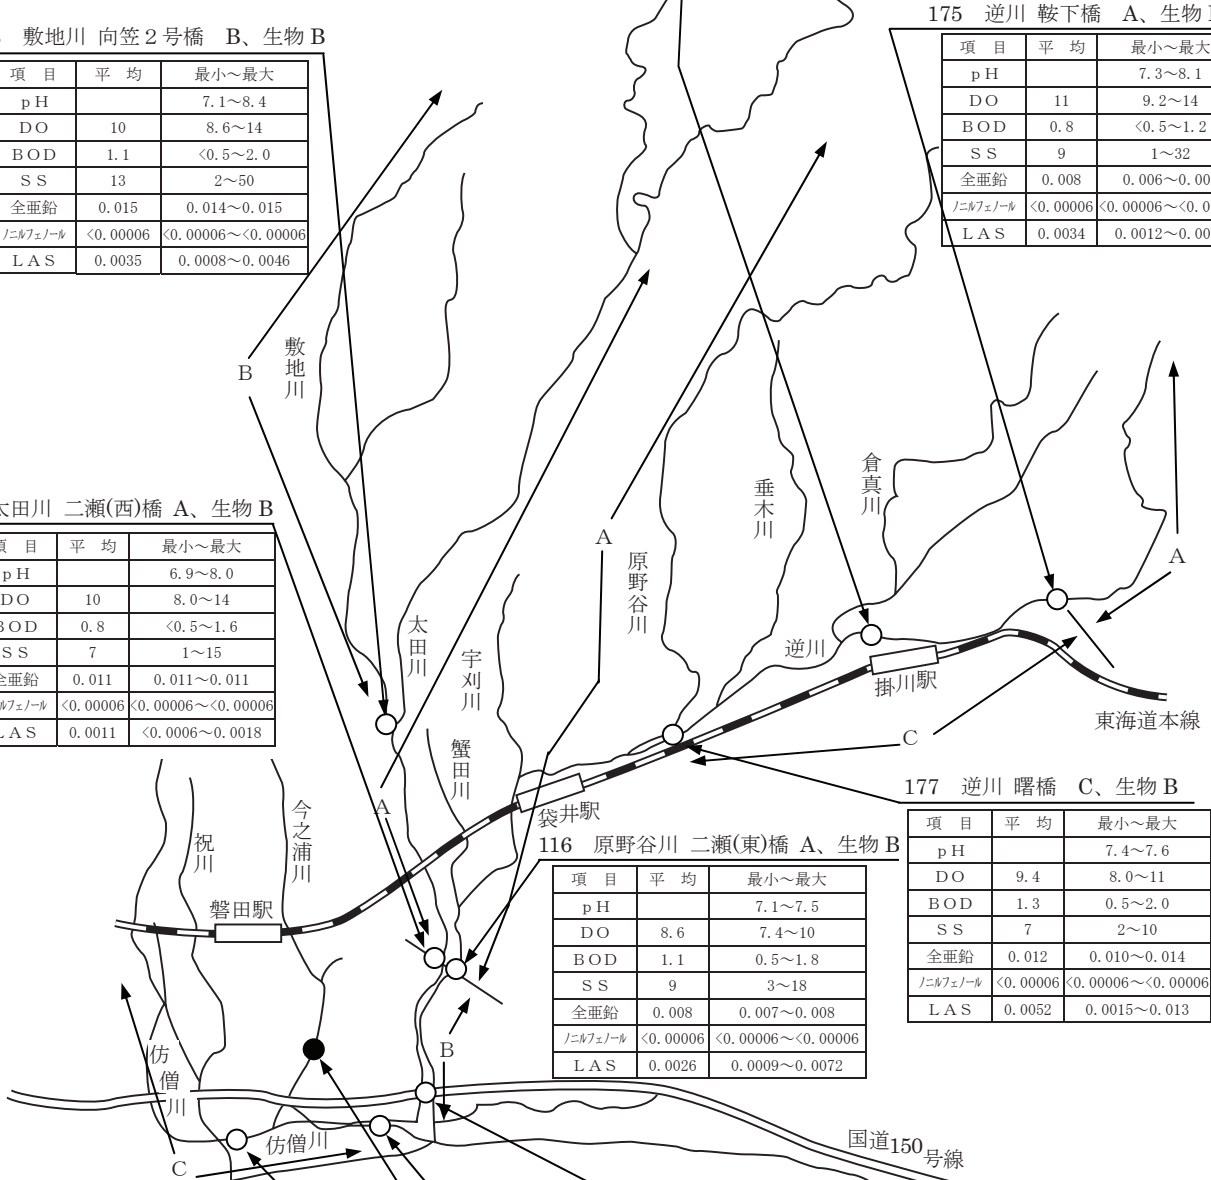 敷地川 向笠２号橋 B、生物 B
項 目 平 均 最小～最大
pH 7.1～8.4
DO 10 8.6～14
BOD 1.1 <0.5～2.0
SS 13 2～50
全亜鉛 0.015 0.014～0.015
ﾉﾆﾙﾌｪﾉｰﾙ <0.00006 <0.00006～<0.00006
LAS 0.0035 0.0008～0.0046
175 逆川 鞍下橋 A、生物
項 目 平 均 最小～最大
pH 7.3～8.1
DO 11 9.2～14
BOD 0.8 <0.5～1.2
SS 9 1～32
全亜鉛 0.008 0.006～0.00
ﾉﾆﾙﾌｪﾉｰﾙ <0.00006 <0.00006～<0.0
LAS 0.0034 0.0012～0.00
B
敷地川
太田川 二瀬(西)橋 A、生物 B
項 目 平 均 最小～最大
pH 6.9～8.0
DO 10 8.0～14
BOD 0.8 <0.5～1.6
SS 7 1～15
全亜鉛 0.011 0.011～0.011
ﾙﾌｪﾉｰﾙ <0.00006 <0.00006～<0.00006
LAS 0.0011 <0.0006～0.0018
倉真川
垂木川
A
原野谷川
A
太田川
宇刈川
逆川
掛川駅
東海道本線
C
蟹田川
A
袋井駅
今之浦川
祝川
磐田駅
177 逆川 曙橋 C、生物 B
項 目 平 均 最小～最大
pH 7.4～7.6
DO 9.4 8.0～11
BOD 1.3 0.5～2.0
SS 7 2～10
全亜鉛 0.012 0.010～0.014
ﾉﾆﾙﾌｪﾉｰﾙ <0.00006 <0.00006～<0.00006
LAS 0.0052 0.0015～0.013
116 原野谷川 二瀬(東)橋 A、生物 B
項 目 平 均 最小～最大
pH 7.1～7.5
DO 8.6 7.4～10
BOD 1.1 0.5～1.8
SS 9 3～18
全亜鉛 0.008 0.007～0.008
ﾉﾆﾙﾌｪﾉｰﾙ <0.00006 <0.00006～<0.00006
LAS 0.0026 0.0009～0.0072
B
仿僧川
仿僧川
C
国道150号線